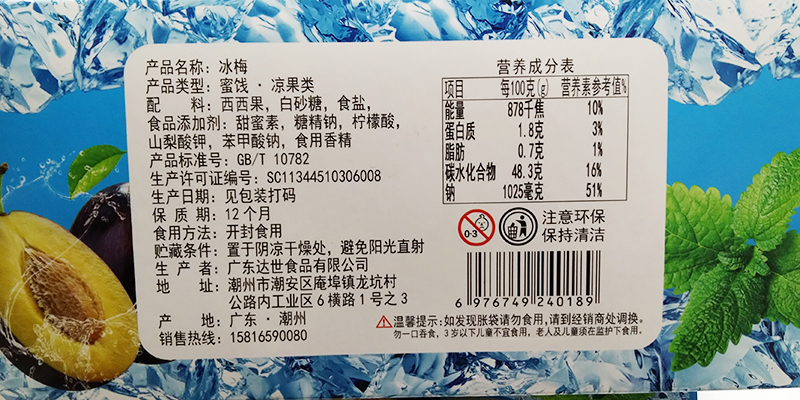 产品名称：冰梅
产品类型：蜜饯·凉果类
配 料：西西果，白砂糖，食盐，
食品添加剂：甜蜜素，糖精钠，柠檬酸，
山梨酸钾，苯甲酸钠，食用香精
产品标准号：GB/T 10782
生产许可证编号：SC11344510306008
生产日期：见包装打码
保 质 期：12个月
食用方法：开封食用
贮藏条件：置于阴凉干燥处，避免阳光直射
生 产 者：广东达世食品有限公司
地 址：潮州市潮安区庵埠镇龙坑村
公路内工业区6横路1号之3
产 地：广东·潮州
销售热线：15816590080
营养成分表
项目 每100克(g) 营养素参考值%
能量 878千焦 10%
蛋白质 1.8克 3%
脂肪 0.7克 1%
碳水化合物 48.3克 16%
钠 1025毫克 51%
0-3
注意环保
保持清洁
6 976749 240189
温馨提示：如发现胀袋请勿食用，请到经销商处调换。
勿一口吞食，3岁以下儿童不宜食用，老人及儿童须在监护下食用。